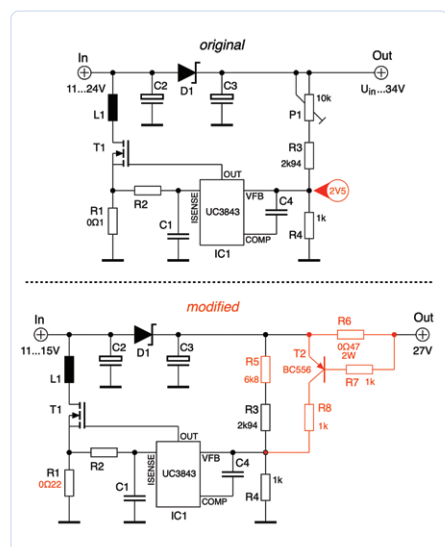 original
In
Out
11...24V
Uin...34V
C2
D1
C3
P1
10k
L1
T1
R3
2k94
OUT
R2
ISENSE
VFB
UC3843
COMP
C4
2V5
R1
0Ω1
C1
IC1
R4
1k
modified
In
Out
11...15V
27V
C2
D1
C3
R6
0Ω47
2W
T2
BC556
R7
1k
R5
6k8
L1
T1
R3
2k94
R8
1k
OUT
R2
ISENSE
VFB
UC3843
COMP
C4
R1
0Ω22
C1
IC1
R4
1k